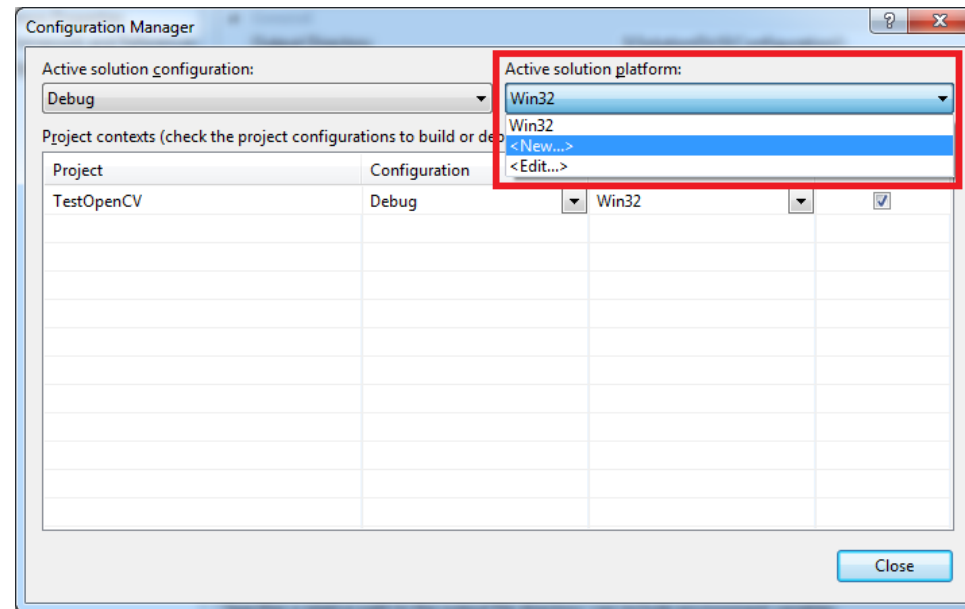 Configuration Manager
Active solution configuration:
Active solution platform:
Debug
Win32
Win32
<New...>
<Edit...>
Project contexts (check the project configurations to build or dep
Project
Configuration
TestOpenCV
Debug
Win32
Close